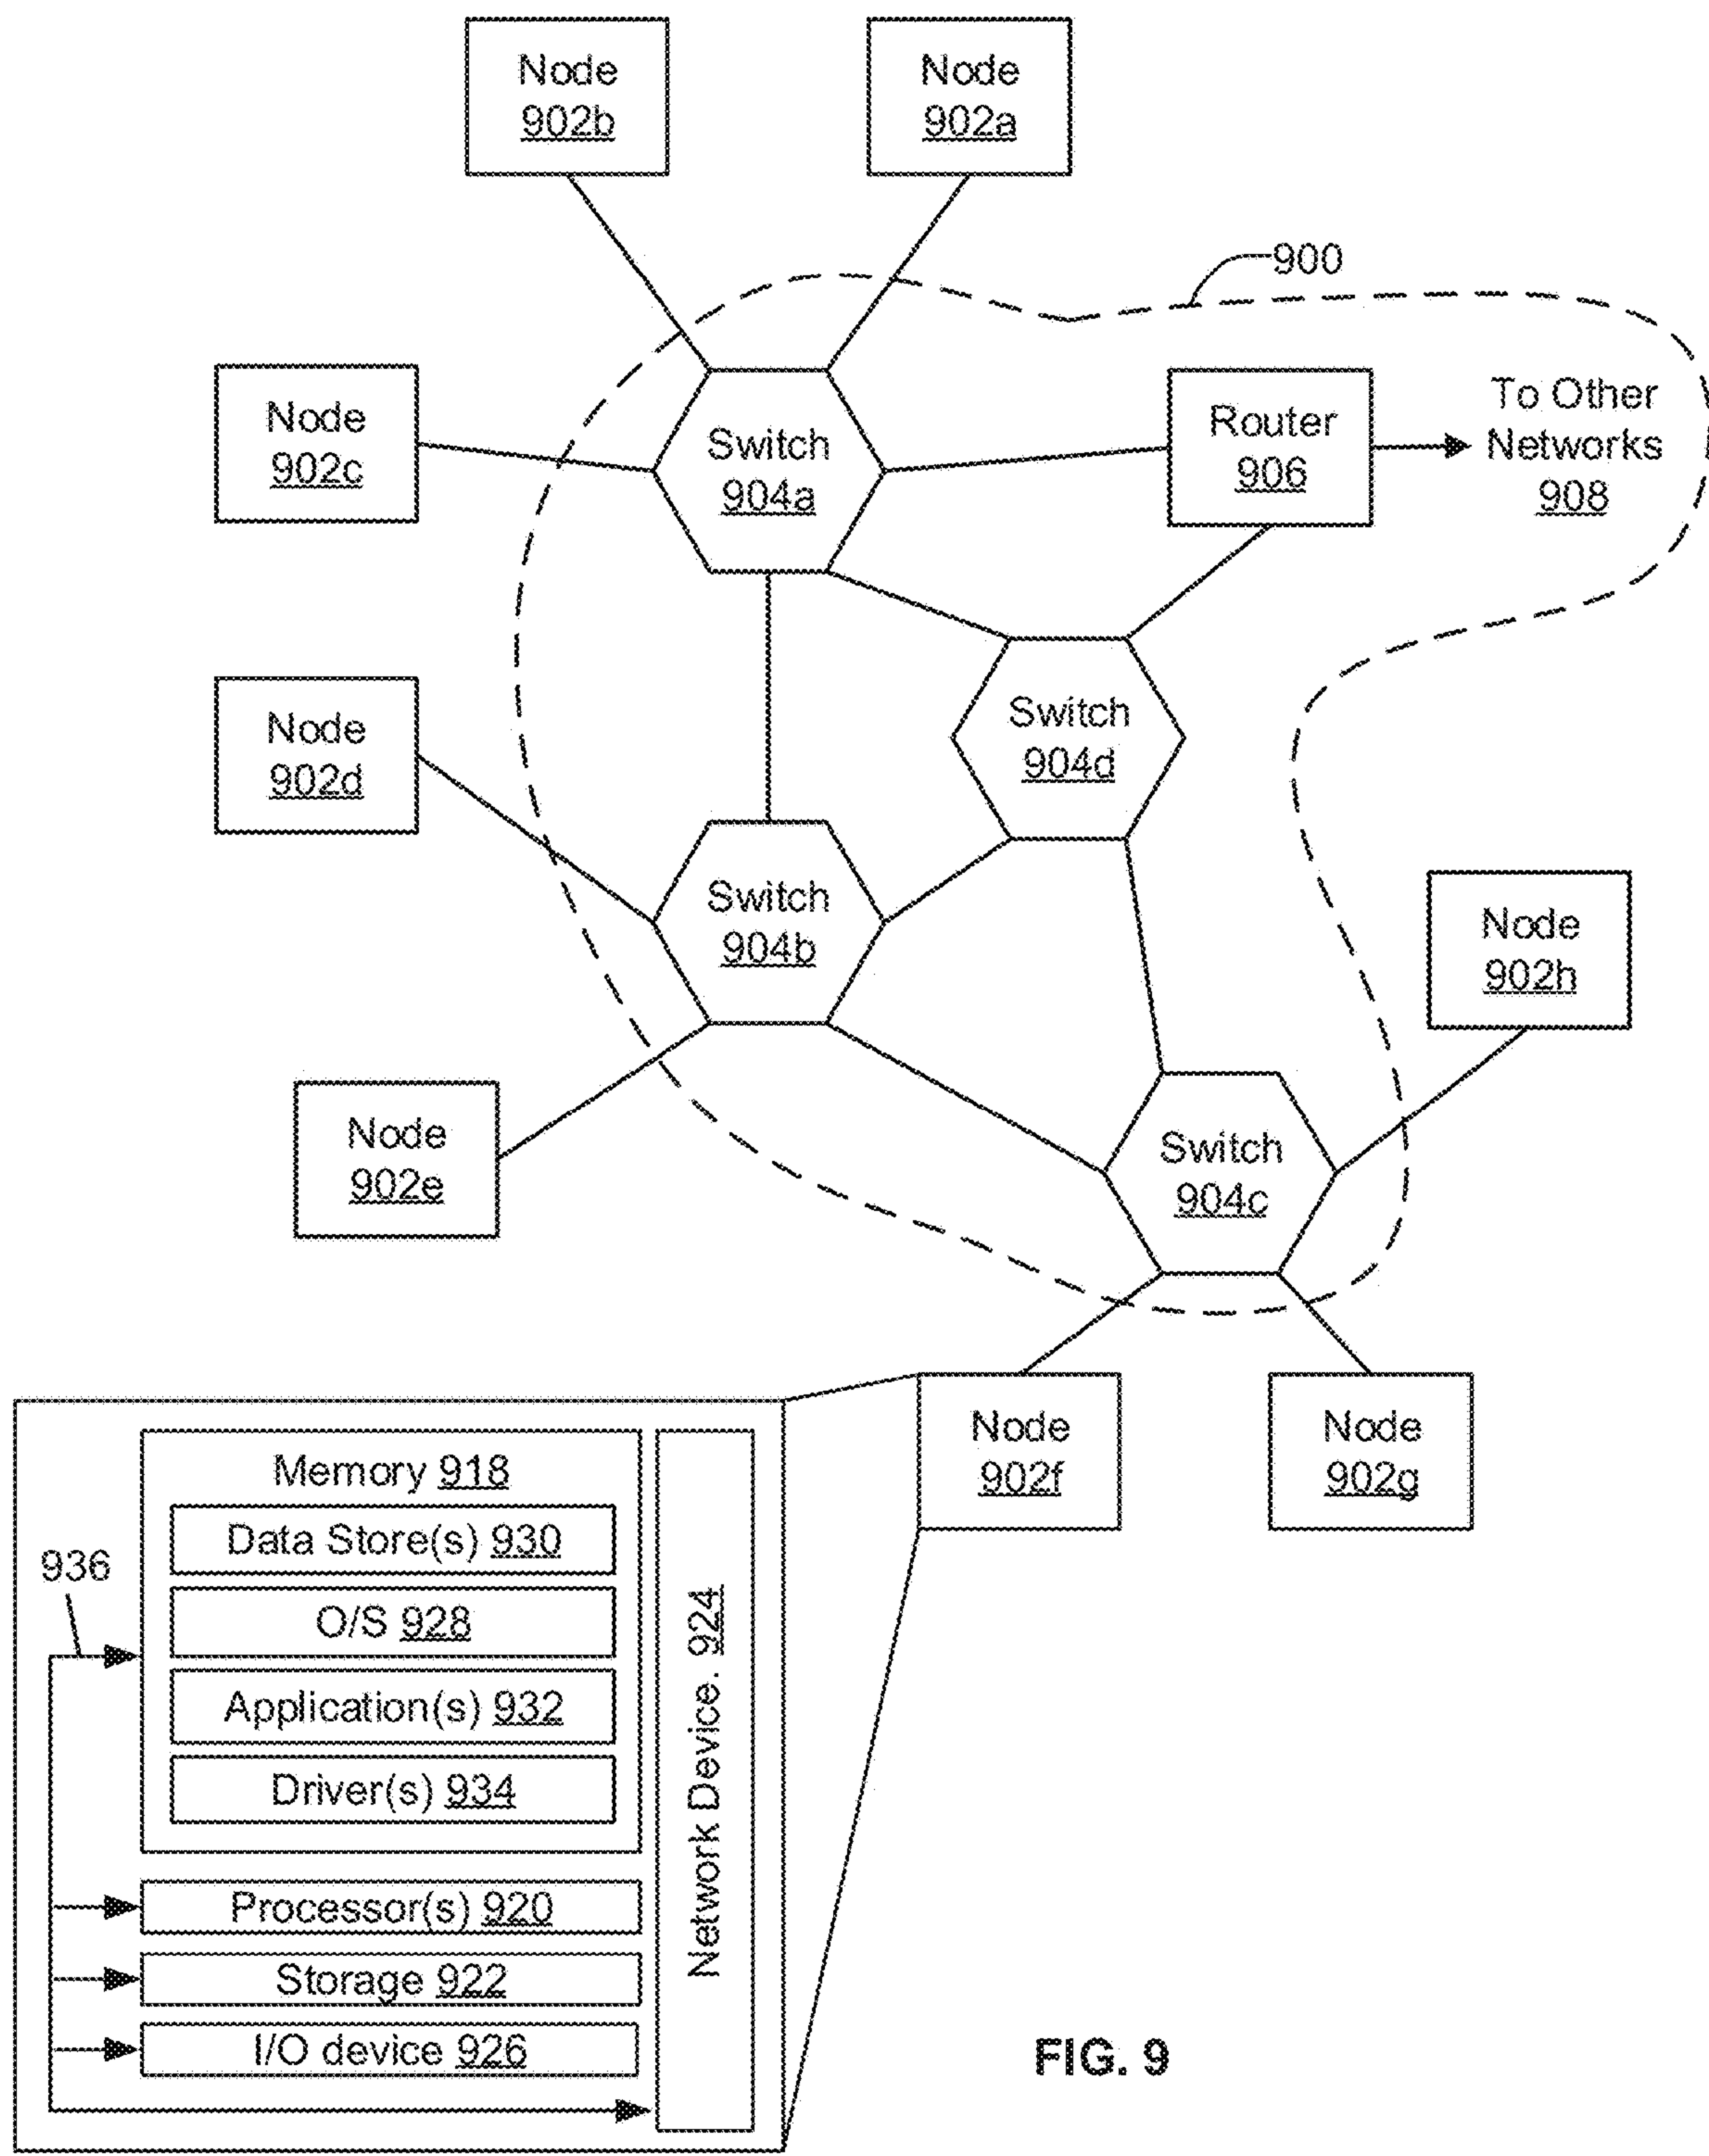 Node
902b
Node
902a
900
Node
902c
Switch
904a
Router
906
To Other
Networks
908
Node
902d
Switch
904d
Switch
904b
Node
902h
Node
902e
Switch
904c
Node
902f
Node
902g
Memory 918
Data Store(s) 930
936
O/S 928
Application(s) 932
Driver(s) 934
Network Device. 924
Processor(s) 920
Storage 922
I/O device 926
FIG. 9